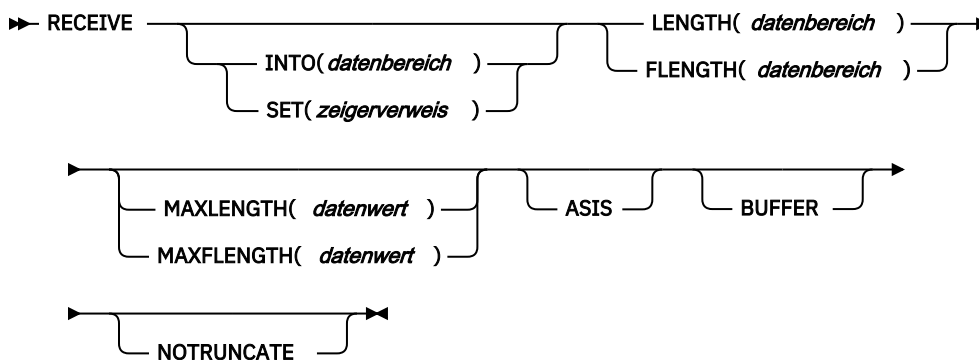 RECEIVE LENGTH( datenbereich )
INTO( datenbereich ) FLENGTH( datenbereich )
SET( zeigerverweis )
MAXLENGTH( datenwert ) ASIS BUFFER
MAXFLENGTH( datenwert )
NOTRUNCATE